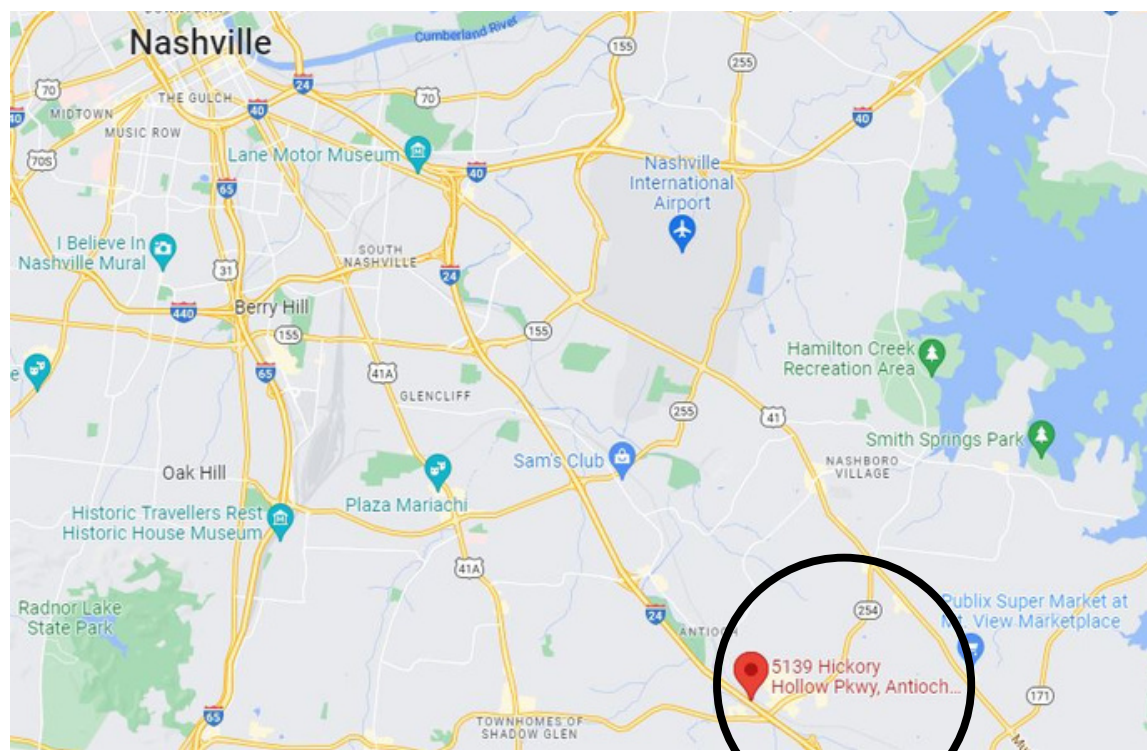 Nashville
Cumberland River
155
255
24
70
70
THE GULCH
40
MIDTOWN
40
40
MUSIC ROW
70S
Lane Motor Museum
40
Nashville
International
Airport
65
I Believe In
Nashville Mural
SOUTH
NASHVILLE
31
24
440
Berry Hill
155
155
Hamilton Creek
Recreation Area
65
41A
GLENCLIFF
255
41
Smith Springs Park
Sam's Club
NASHBORO
VILLAGE
Oak Hill
Plaza Mariachi
Historic Travellers Rest
Historic House Museum
41A
Radnor Lake
State Park
24
254
Publix Super Market at
Mt. View Marketplace
ANTIOCH
5139 Hickory
Hollow Pkwy, Antioch...
171
65
TOWNHOMES OF
SHADOW GLEN